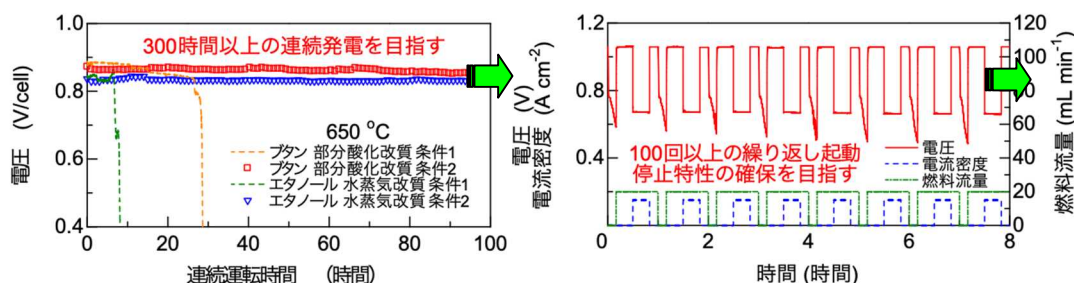 1.0
0.8
0.6
0.4
電圧 (V/cell)
300時間以上の連続発電を目指す
650 ℃
ブタン 部分酸化改質 条件1
ブタン 部分酸化改質 条件2
エタノール 水蒸気改質 条件1
エタノール 水蒸気改質 条件2
0 20 40 60 80 100
連続運転時間 (時間)
1.2
0.8
0.4
0
電圧 (V)
電流密度 (A cm⁻²)
100回以上の繰り返し起動
停止特性の確保を目指す
電圧
電流密度
燃料流量
120
100
60
40
20
0
燃料流量 (mL min⁻¹)
0 2 4 6 8
時間 (時間)